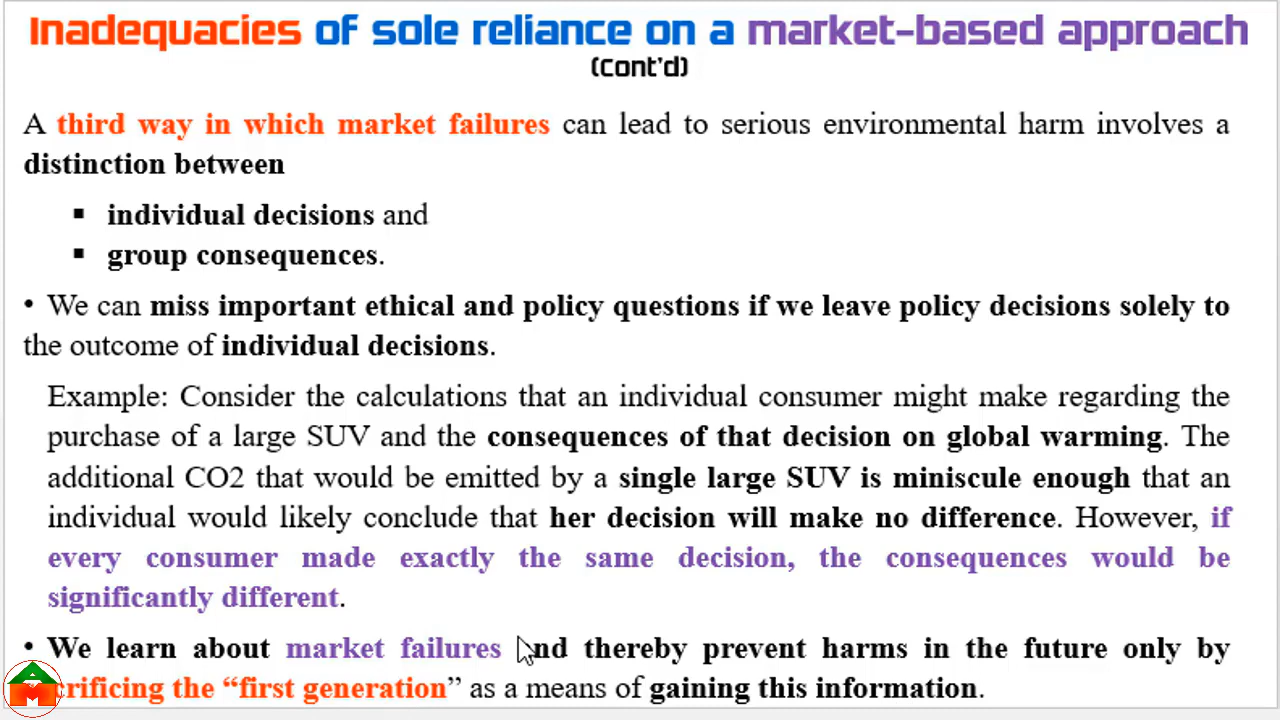 Inadequacies of sole reliance on a market-based approach
(cont'd)
A third way in which market failures can lead to serious environmental harm involves a
distinction between
▪ individual decisions and
▪ group consequences.
• We can miss important ethical and policy questions if we leave policy decisions solely to
the outcome of individual decisions.
Example: Consider the calculations that an individual consumer might make regarding the
purchase of a large SUV and the consequences of that decision on global warming. The
additional CO2 that would be emitted by a single large SUV is miniscule enough that an
individual would likely conclude that her decision will make no difference. However, if
every consumer made exactly the same decision, the consequences would be
significantly different.
• We learn about market failures and thereby prevent harms in the future only by
crificing the “first generation” as a means of gaining this information.